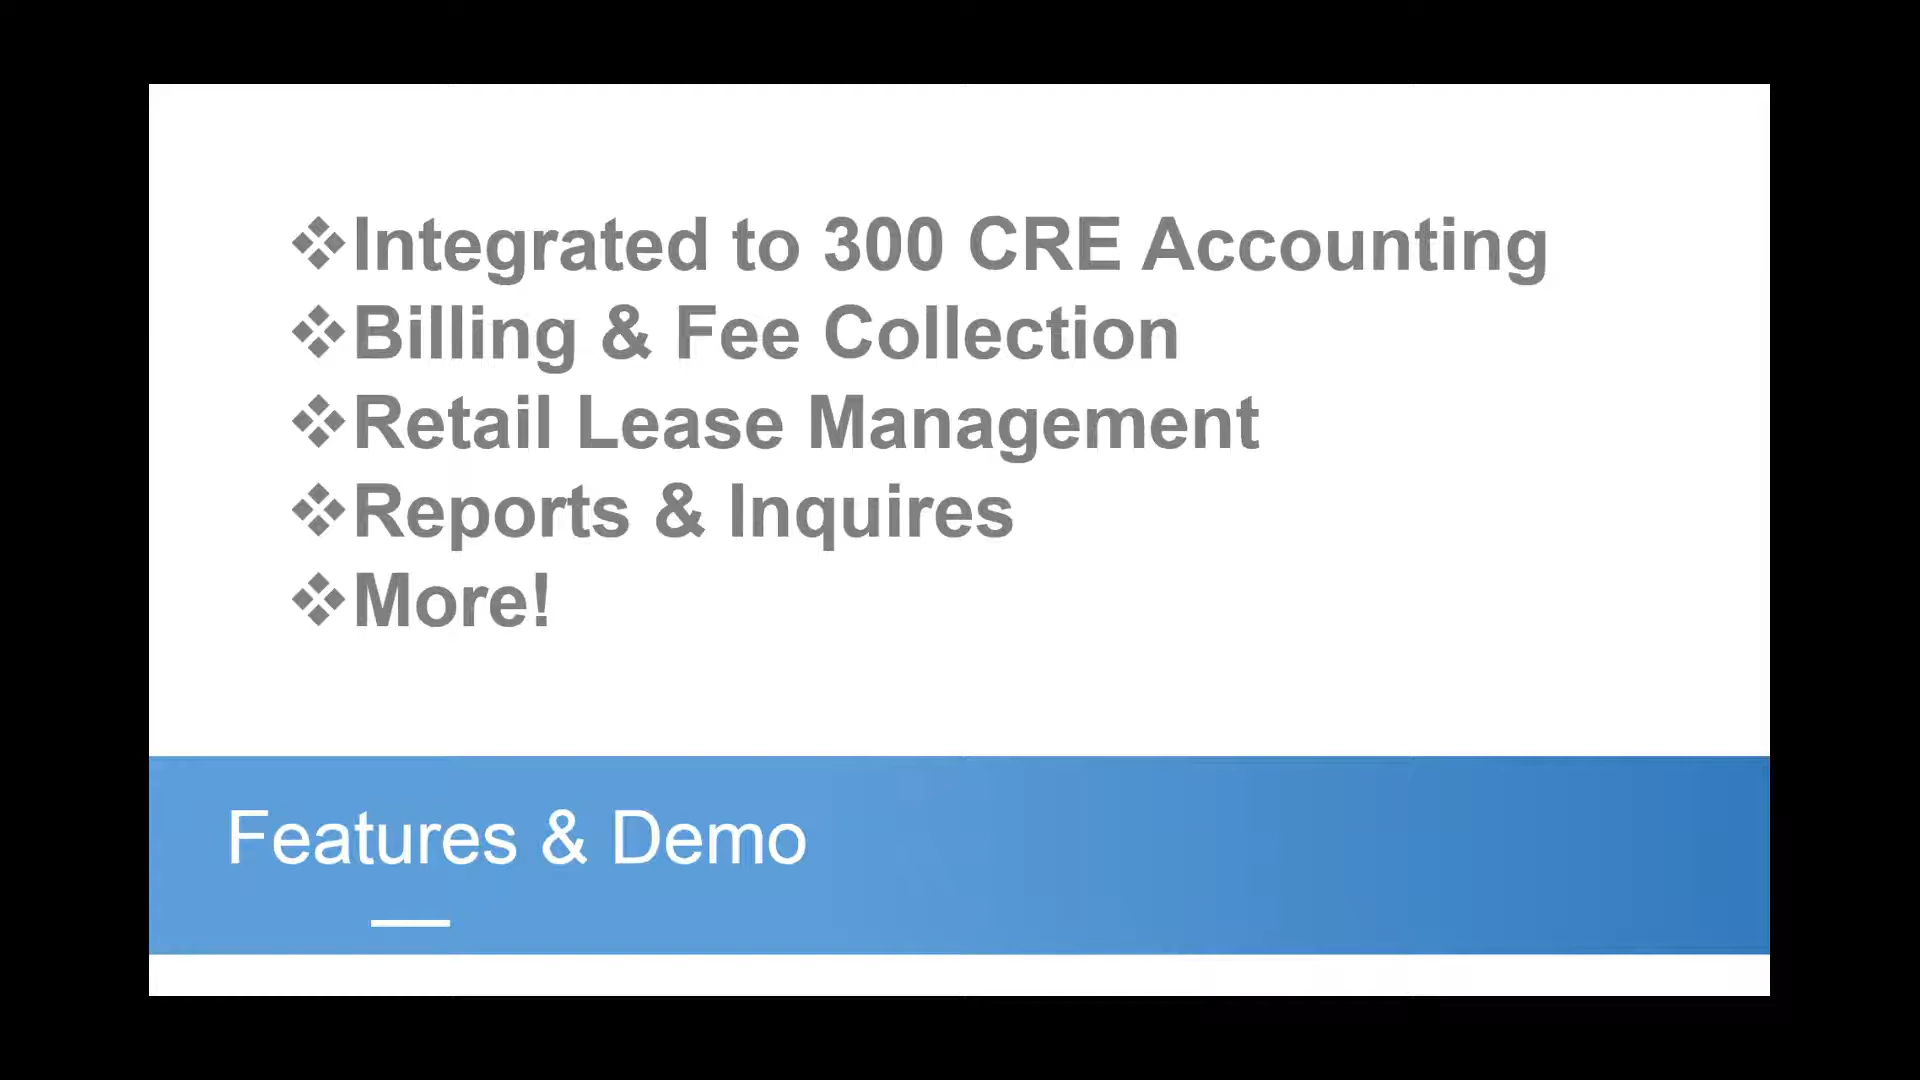 ❖Integrated to 300 CRE Accounting
❖Billing & Fee Collection
❖Retail Lease Management
❖Reports & Inquires
❖More!
Features & Demo